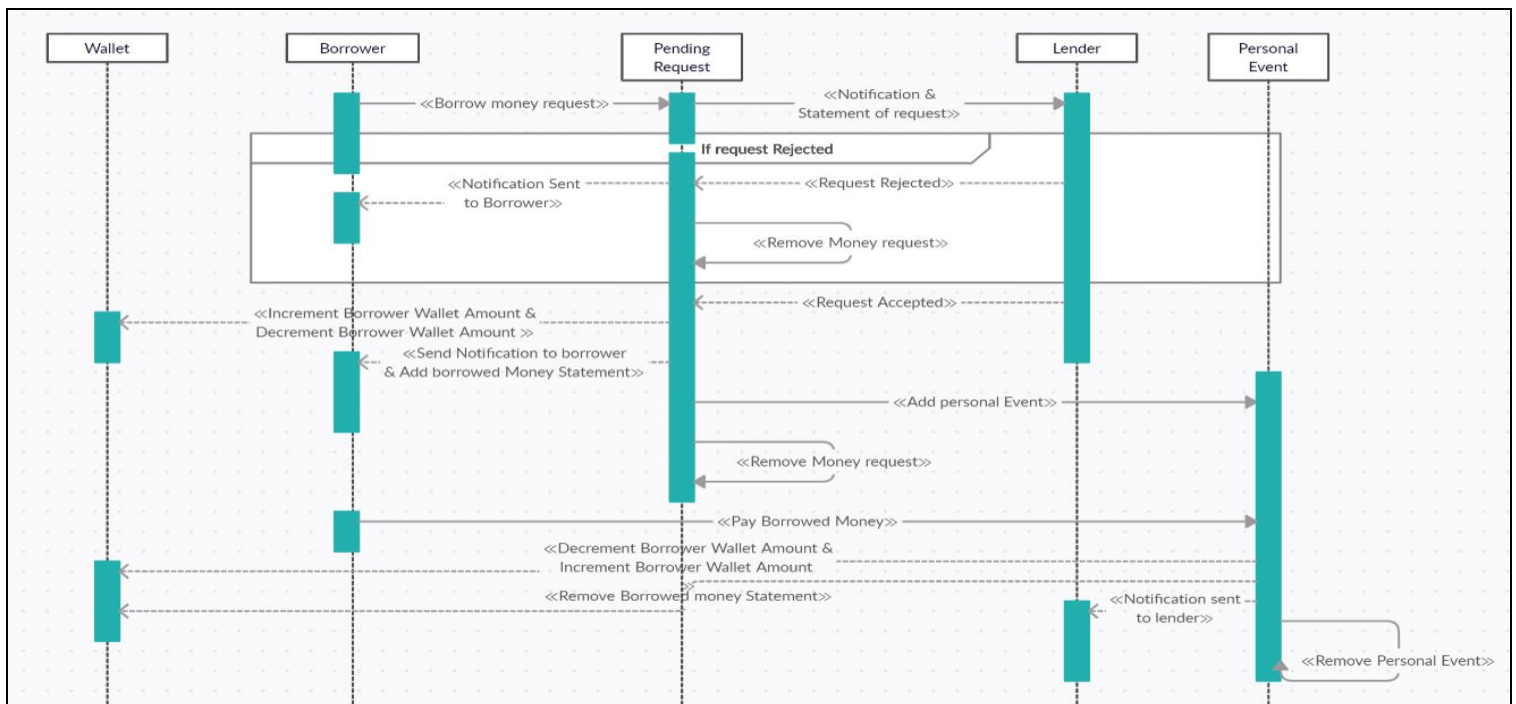 Wallet
Borrower
Pending
Request
Lender
Personal
Event
«Borrow money request»
«Notification &
Statement of request»
If request Rejected
«Notification Sent
to Borrower»
«Request Rejected»
«Remove Money request»
«Request Accepted»
«Increment Borrower Wallet Amount &
Decrement Borrower Wallet Amount »
«Send Notification to borrower
& Add borrowed Money Statement»
«Add personal Event»
«Remove Money request»
«Pay Borrowed Money»
«Decrement Borrower Wallet Amount &
Increment Borrower Wallet Amount
»
«Remove Borrowed money Statement»
«Notification sent
to lender»
«Remove Personal Event»